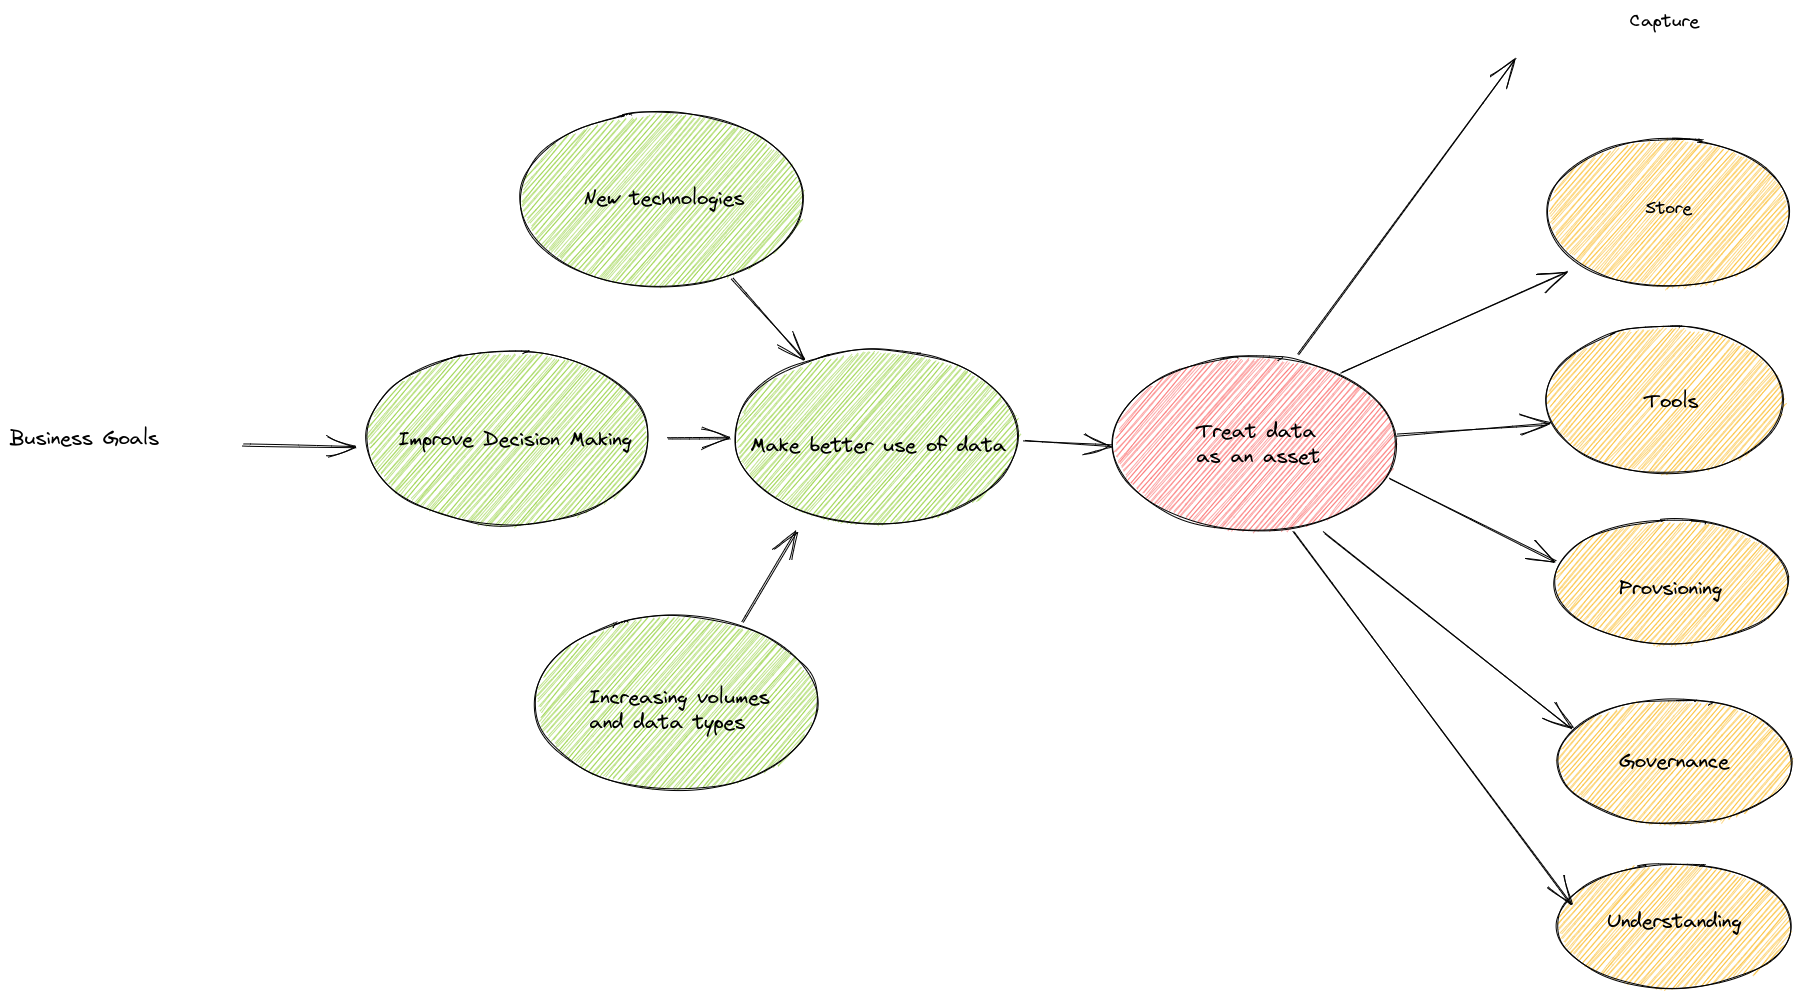 Capture
New technologies
Store
Business Goals
Improve Decision Making
Make better use of data
Treat data
as an asset
Tools
Provsioning
Increasing volumes
and data types
Governance
Understanding